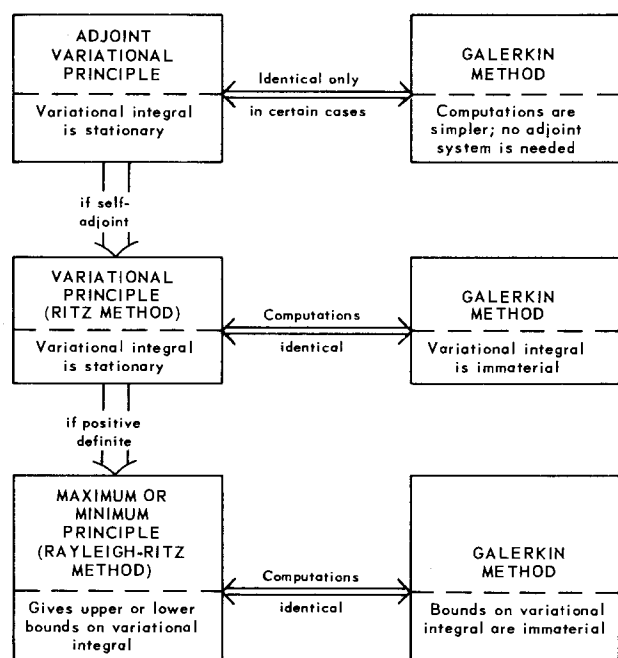 ADJOINT
VARIATIONAL
PRINCIPLE
Variational integral
is stationary
Identical only
in certain cases
GALERKIN
METHOD
Computations are
simpler; no adjoint
system is needed
if self-
adjoint
VARIATIONAL
PRINCIPLE
(RITZ METHOD)
Variational integral
is stationary
Computations
identical
GALERKIN
METHOD
Variational integral
is immaterial
if positive
definite
MAXIMUM OR
MINIMUM
PRINCIPLE
(RAYLEIGH-RITZ
METHOD)
Gives upper or lower
bounds on variational
integral
Computations
identical
GALERKIN
METHOD
Bounds on variational
integral are immaterial